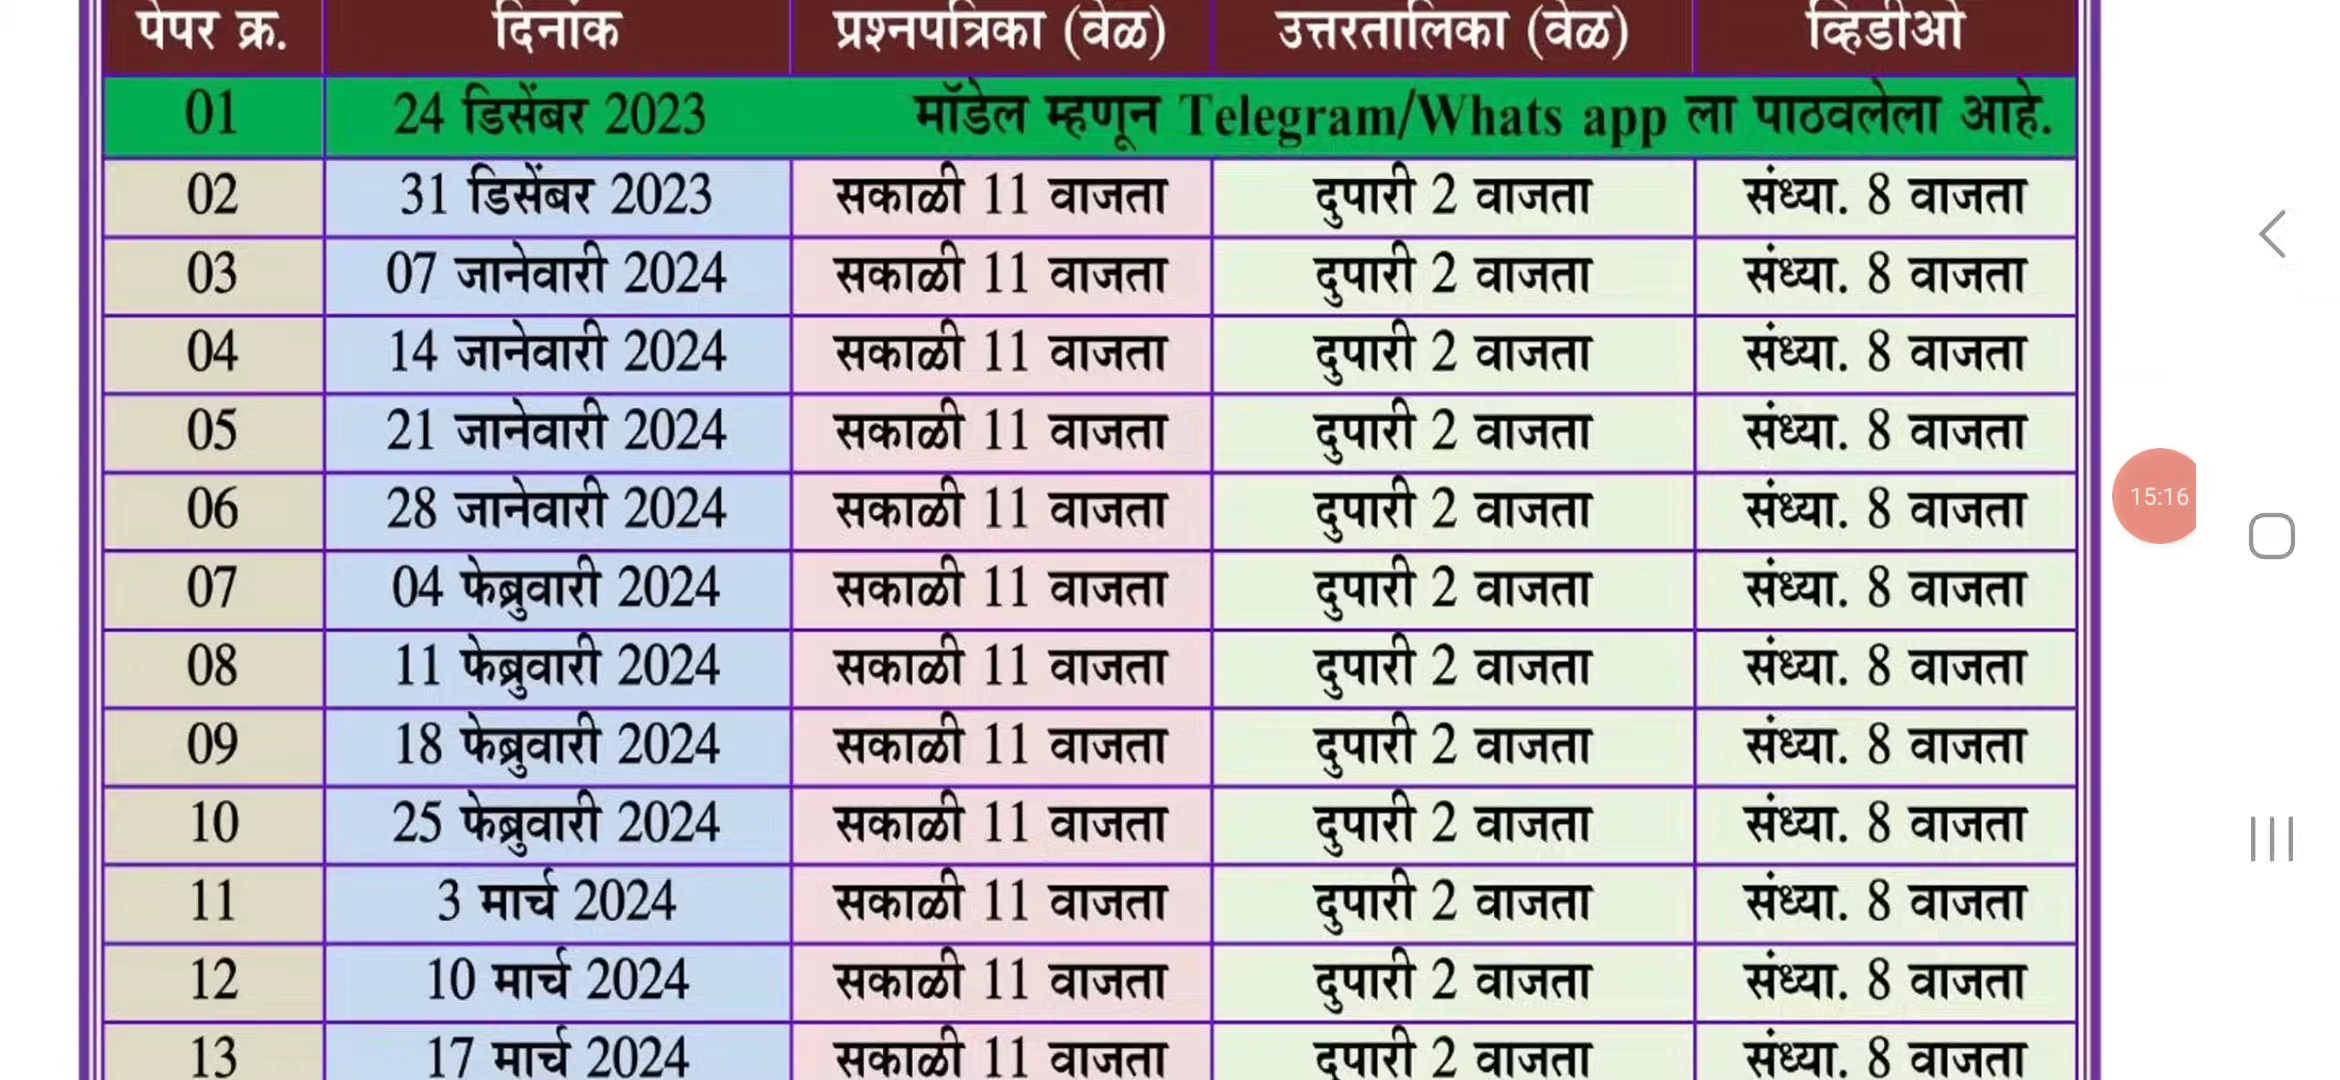 पेपर क्र. दिनांक प्रश्नपत्रिका (वेळ) उत्तरतालिका (वेळ) व्हिडीओ
01 24 डिसेंबर 2023 मॉडेल म्हणून Telegram/Whats app ला पाठवलेला आहे.
02 31 डिसेंबर 2023 सकाळी 11 वाजता दुपारी 2 वाजता संध्या. 8 वाजता
03 07 जानेवारी 2024 सकाळी 11 वाजता दुपारी 2 वाजता संध्या. 8 वाजता
04 14 जानेवारी 2024 सकाळी 11 वाजता दुपारी 2 वाजता संध्या. 8 वाजता
05 21 जानेवारी 2024 सकाळी 11 वाजता दुपारी 2 वाजता संध्या. 8 वाजता
06 28 जानेवारी 2024 सकाळी 11 वाजता दुपारी 2 वाजता संध्या. 8 वाजता
15:16
07 04 फेब्रुवारी 2024 सकाळी 11 वाजता दुपारी 2 वाजता संध्या. 8 वाजता
08 11 फेब्रुवारी 2024 सकाळी 11 वाजता दुपारी 2 वाजता संध्या. 8 वाजता
09 18 फेब्रुवारी 2024 सकाळी 11 वाजता दुपारी 2 वाजता संध्या. 8 वाजता
10 25 फेब्रुवारी 2024 सकाळी 11 वाजता दुपारी 2 वाजता संध्या. 8 वाजता
11 3 मार्च 2024 सकाळी 11 वाजता दुपारी 2 वाजता संध्या. 8 वाजता
12 10 मार्च 2024 सकाळी 11 वाजता दुपारी 2 वाजता संध्या. 8 वाजता
13 17 मार्च 2024 सकाळी 11 वाजता दुपारी 2 वाजता संध्या. 8 वाजता